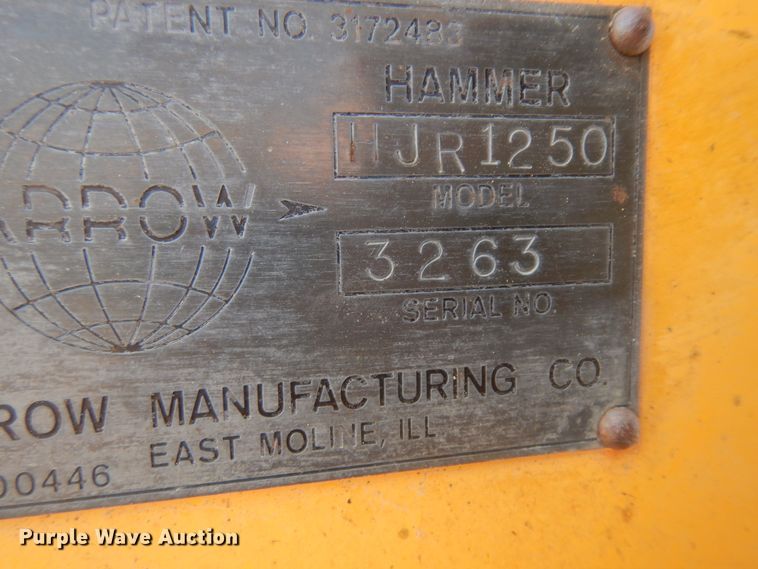 PATENT NO. 3172483
HAMMER
HJR1250
MODEL
ARROW
3263
SERIAL NO.
ROW MANUFACTURING CO.
EAST MOLINE, ILL
00446
Purple Wave Auction